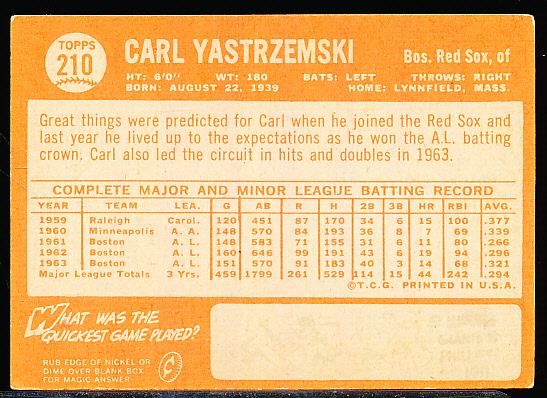 TOPPS
210
CARL YASTRZEMSKI
Bos. Red Sox, of
HT: 6'0" WT: 180 BATS: LEFT THROWS: RIGHT
BORN: AUGUST 22, 1939 HOME: LYNNFIELD, MASS.
Great things were predicted for Carl when he joined the Red Sox and
last year he lived up to the expectations as he won the A.L. batting
crown. Carl also led the circuit in hits and doubles in 1963.
COMPLETE MAJOR AND MINOR LEAGUE BATTING RECORD
YEAR TEAM LEA. G AB R H 2B 3B HR RBI AVG.
1959 Raleigh Carol. 120 451 87 170 34 6 15 100 .377
1960 Minneapolis A. A. 148 570 84 193 36 8 7 69 .339
1961 Boston A. L. 148 583 71 155 31 6 11 80 .266
1962 Boston A. L. 160 646 99 191 43 6 19 94 .296
1963 Boston A. L. 151 570 91 183 40 3 14 68 .321
Major League Totals 3 Yrs. 459 1799 261 529 114 15 44 242 .294
©T.C.G. PRINTED IN U.S.A.
WHAT WAS THE
QUICKEST GAME PLAYED?
RUB EDGE OF NICKEL OR
DIME OVER BLANK BOX
FOR MAGIC ANSWER